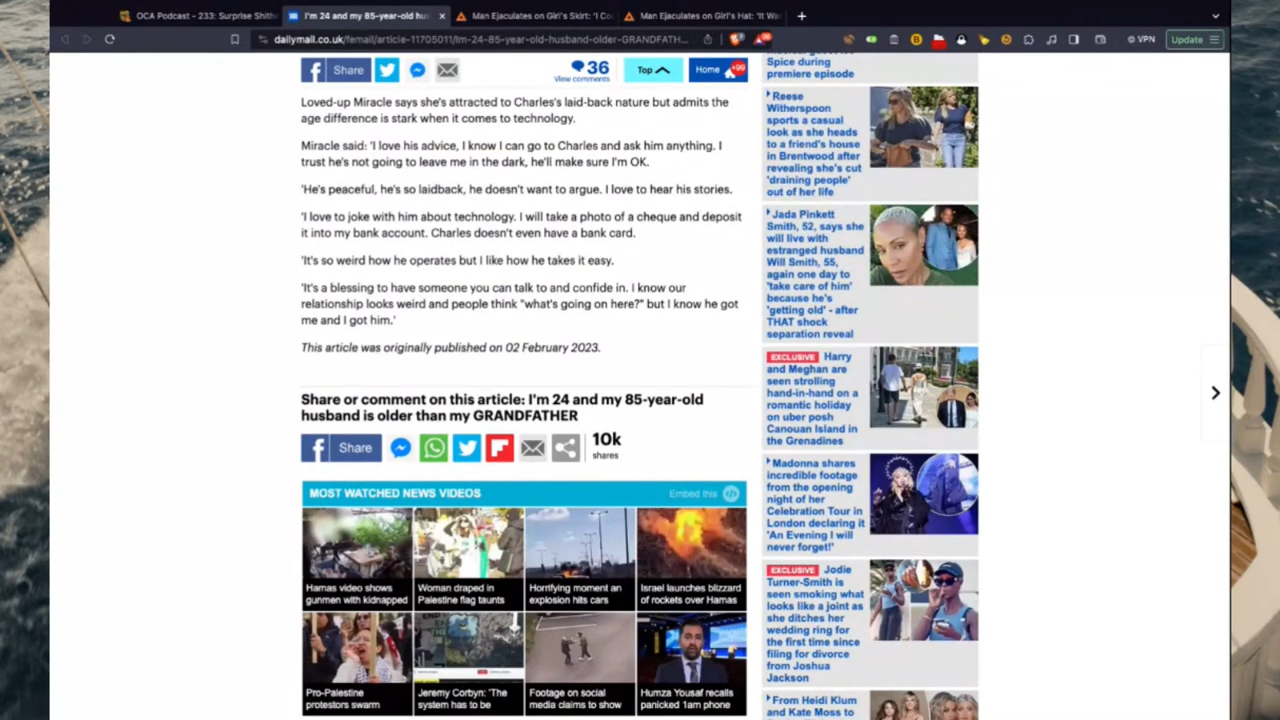 OCA Podcast - 233: Surprise Shith
I'm 24 and my 85-year-old hus
Man Ejaculates on Girl's Skirt: 'I Co
Man Ejaculates on Girl's Hat: 'It Wa
dailymail.co.uk/femail/article-11705011/Im-24-85-year-old-husband-older-GRANDFATH...
VPN
Update
Share
36
View comments
Top
Home
+99
Loved-up Miracle says she's attracted to Charles's laid-back nature but admits the
age difference is stark when it comes to technology.
Miracle said: 'I love his advice, I know I can go to Charles and ask him anything. I
trust he's not going to leave me in the dark, he'll make sure I'm OK.
'He's peaceful, he's so laidback, he doesn't want to argue. I love to hear his stories.
'I love to joke with him about technology. I will take a photo of a cheque and deposit
it into my bank account. Charles doesn't even have a bank card.
'It's so weird how he operates but I like how he takes it easy.
'It's a blessing to have someone you can talk to and confide in. I know our
relationship looks weird and people think "what's going on here?" but I know he got
me and I got him.'
This article was originally published on 02 February 2023.
Share or comment on this article: I'm 24 and my 85-year-old
husband is older than my GRANDFATHER
Share
10k
shares
MOST WATCHED NEWS VIDEOS
Embed this
Hamas video shows
gunmen with kidnapped
Woman draped in
Palestine flag taunts
Horrifying moment an
explosion hits cars
Israel launches blizzard
of rockets over Hamas
Pro-Palestine
protestors swarm
Jeremy Corbyn: 'The
system has to be
Footage on social
media claims to show
Humza Yousaf recalls
panicked 1am phone
Spice during
premiere episode
Reese
Witherspoon
sports a casual
look as she heads
to a friend's house
in Brentwood after
revealing she's cut
'draining people'
out of her life
Jada Pinkett
Smith, 52, says she
will live with
estranged husband
Will Smith, 55,
again one day to
'take care of him'
because he's
'getting old' - after
THAT shock
separation reveal
EXCLUSIVE Harry
and Meghan are
seen strolling
hand-in-hand on a
romantic holiday
on uber posh
Canouan Island in
the Grenadines
Madonna shares
incredible footage
from the opening
night of her
Celebration Tour in
London declaring it
'An Evening I will
never forget!'
EXCLUSIVE Jodie
Turner-Smith is
seen smoking what
looks like a joint as
she ditches her
wedding ring for
the first time since
filing for divorce
from Joshua
Jackson
From Heidi Klum
and Kate Moss to